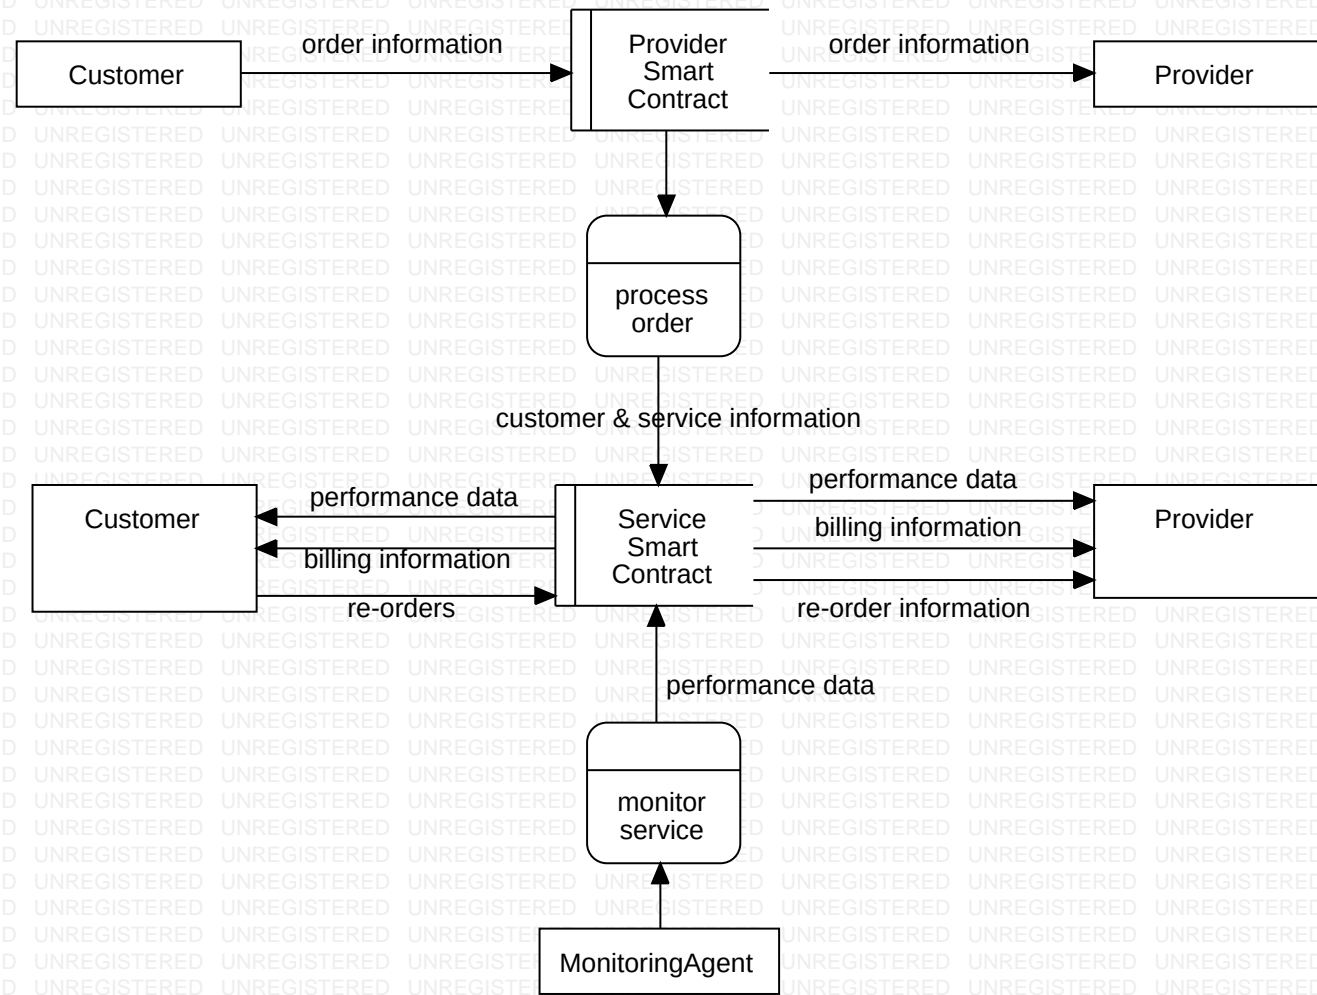 order information
order information
Customer
Provider
Smart
Contract
Provider
process
order
customer & service information
performance data
billing information
re-orders
Customer
Service
Smart
Contract
performance data
billing information
re-order information
Provider
performance data
monitor
service
MonitoringAgent
UNREGISTERED